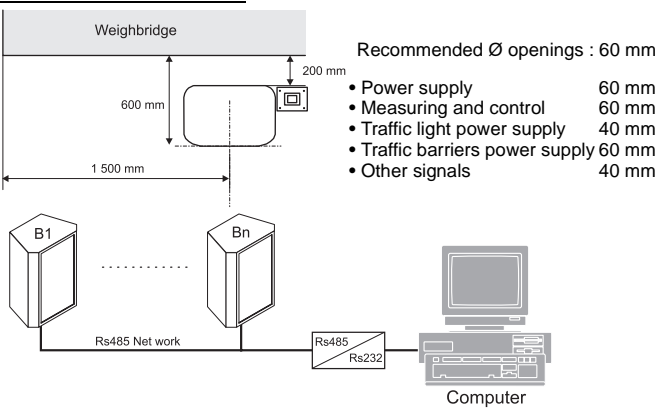 Weighbridge
Recommended Ø openings : 60 mm
200 mm
• Power supply 60 mm
600 mm
• Measuring and control 60 mm
• Traffic light power supply 40 mm
• Traffic barriers power supply 60 mm
1 500 mm
• Other signals 40 mm
B1
Bn
Rs485 Net work
Rs485
Rs232
Computer